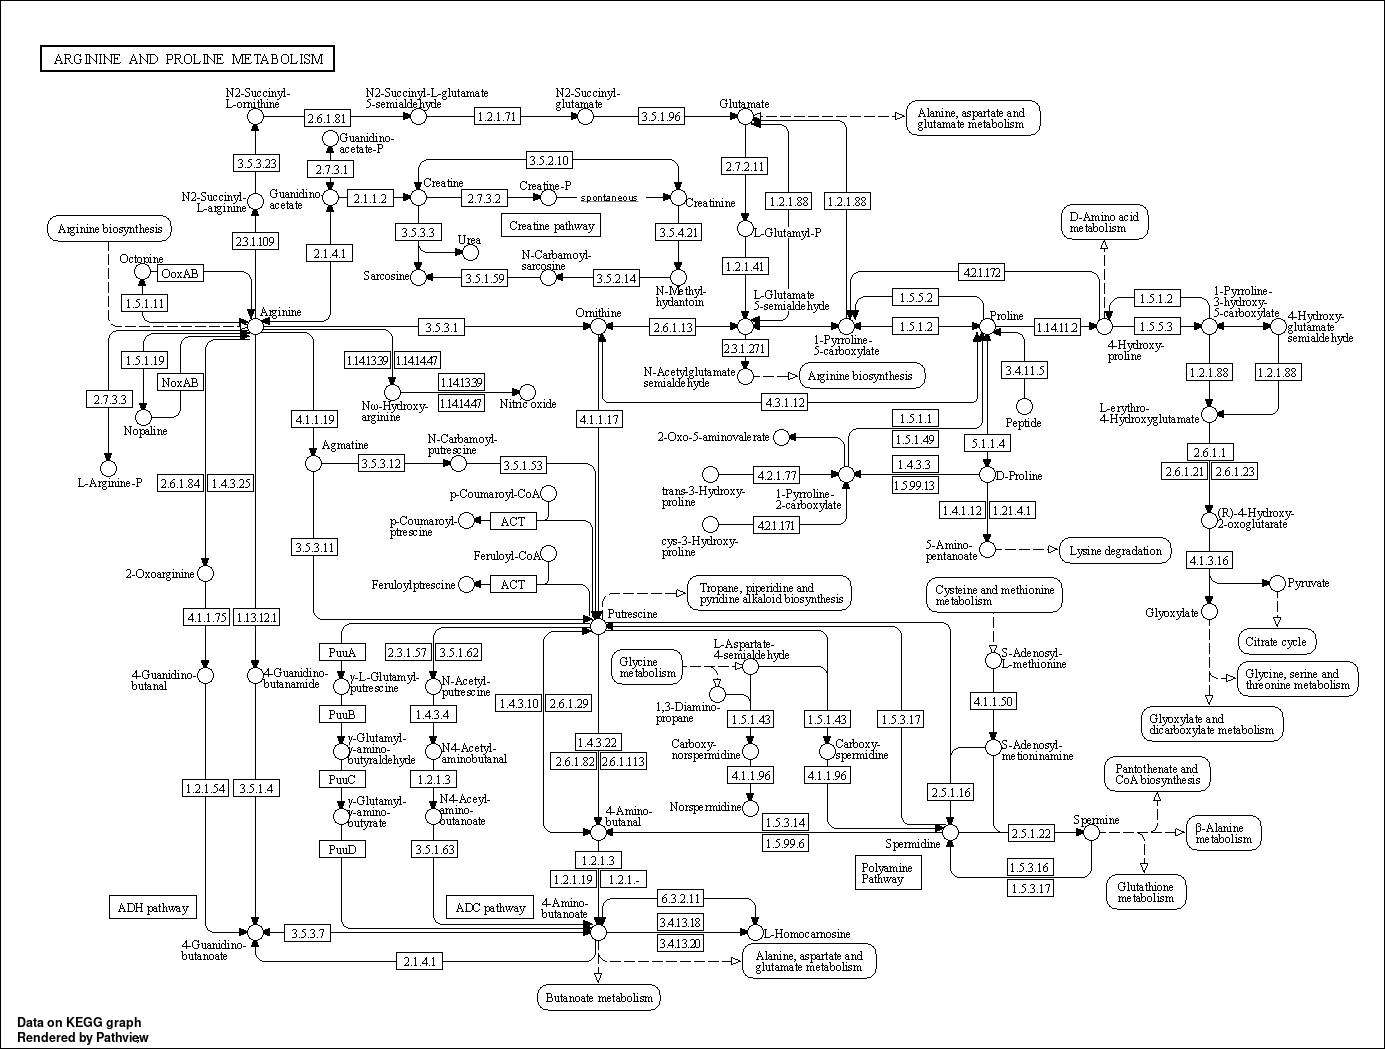 ARGININE AND PROLINE METABOLISM
N2-Succinyl-
L-ornithine
2.6.1.81
N2-Succinyl-L-glutamate
5-semialdehyde
1.2.1.71
N2-Succinyl-
glutamate
3.5.1.96
Glutamate
Alanine, aspartate and
glutamate metabolism
Guanidino-
acetate-P
3.5.3.23
2.7.3.1
3.5.2.10
2.7.2.11
N2-Succinyl-
L-arginine
Guanidino
acetate
2.1.1.2
Creatine
2.7.3.2
Creatine-P
spontaneous
Creatinine
1.2.1.88
1.2.1.88
Creatine pathway
Arginine biosynthesis
2.3.1.109
2.1.4.1
3.5.3.3
Urea
3.5.4.21
L-Glutamyl-P
D-Amino acid
metabolism
Octopine
OoxAB
Sarcosine
3.5.1.59
N-Carbamoyl-
sarcosine
3.5.2.14
N-Methyl-
hydantoin
1.2.1.41
4.2.1.172
1.5.1.11
Arginine
3.5.3.1
Ornithine
2.6.1.13
L-Glutamate
5-semialdehyde
1.5.5.2
1.5.1.2
1-Pyrroline-
5-carboxylate
Proline
1.14.11.2
4-Hydroxy-
proline
1.5.1.2
1.5.5.3
1-Pyrroline-
3-hydroxy-
5-carboxylate
4-Hydroxy-
glutamate
semialdehyde
1.5.1.19
NoxAB
1.14.13.39
1.14.14.47
1.14.13.39
1.14.14.47
Nω-Hydroxy-
arginine
Nitric oxide
2.3.1.271
N-Acetylglutamate
semialdehyde
Arginine biosynthesis
3.4.11.5
Peptide
1.2.1.88
1.2.1.88
2.7.3.3
Nopaline
4.1.1.19
4.1.1.17
4.3.1.12
L-erythro-
4-Hydroxyglutamate
L-Arginine-P
Agmatine
3.5.3.12
N-Carbamoyl-
putrescine
3.5.1.53
2-Oxo-5-aminovalerate
1.5.1.1
1.5.1.49
5.1.1.4
2.6.1.1
2.6.1.21
2.6.1.23
2.6.1.84
1.4.3.25
trans-3-Hydroxy-
proline
4.2.1.77
1-Pyrroline-
2-carboxylate
1.4.3.3
1.5.99.13
D-Proline
p-Coumaroyl-CoA
p-Coumaroyl-
ptrescine
ACT
4.2.1.171
cys-3-Hydroxy-
proline
1.4.1.12
1.21.4.1
(R)-4-Hydroxy-
2-oxoglutarate
3.5.3.11
Feruloyl-CoA
5-Amino-
pentanoate
Lysine degradation
4.1.3.16
2-Oxoarginine
Feruloylptrescine
ACT
Tropane, piperidine and
pyridine alkaloid biosynthesis
Cysteine and methionine
metabolism
Pyruvate
4.1.1.75
1.13.12.1
Putrescine
Glyoxylate
Citrate cycle
PuuA
2.3.1.57
3.5.1.62
Glycine
metabolism
L-Aspartate-
4-semialdehyde
S-Adenosyl-
L-methionine
Glycine, serine and
threonine metabolism
4-Guanidino-
butanal
4-Guanidino-
butanamide
γ-L-Glutamyl-
putrescine
N-Acetyl-
putrescine
1.4.3.10
2.6.1.29
1,3-Diamino-
propane
4.1.1.50
Glyoxylate and
dicarboxylate metabolism
PuuB
1.4.3.4
1.5.1.43
1.5.1.43
1.5.3.17
γ-Glutamyl-
γ-amino-
butyraldehyde
N4-Acetyl-
aminobutanal
1.4.3.22
2.6.1.82
2.6.1.113
Carboxy-
norspermidine
Carboxy-
spermidine
S-Adenosyl-
metioninamine
Pantothenate and
CoA biosynthesis
1.2.1.54
3.5.1.4
PuuC
1.2.1.3
4.1.1.96
4.1.1.96
2.5.1.16
γ-Glutamyl-
γ-amino-
butyrate
N4-Aceyl-
amino-
butanoate
4-Amino-
butanal
Norspermidine
1.5.3.14
1.5.99.6
Spermidine
2.5.1.22
Spermine
β-Alanine
metabolism
PuuD
3.5.1.63
1.2.1.3
1.2.1.19
1.2.1.-
Polyamine
Pathway
1.5.3.16
1.5.3.17
Glutathione
metabolism
ADH pathway
ADC pathway
4-Amino-
butanoate
6.3.2.11
3.4.13.18
3.4.13.20
L-Homocarnosine
4-Guanidino-
butanoate
3.5.3.7
2.1.4.1
Alanine, aspartate and
glutamate metabolism
Butanoate metabolism
Data on KEGG graph
Rendered by Pathview